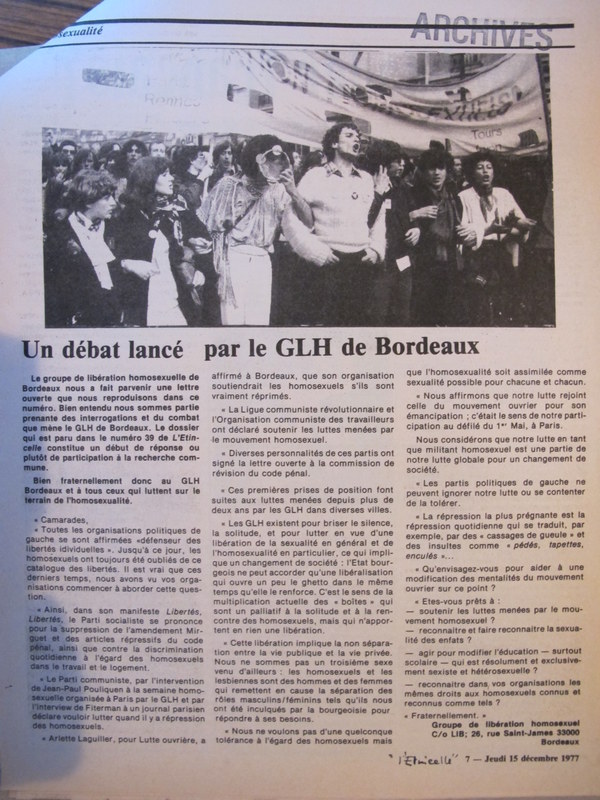 sexualité
ARCHIVES
Rennes
Tours
Un débat lancé par le GLH de Bordeaux
Le groupe de libération homosexuelle de
Bordeaux nous a fait parvenir une lettre
ouverte que nous reproduisons dans ce
numéro. Bien entendu nous sommes partie
prenante des interrogations et du combat
que mène le GLH de Bordeaux. Le dossier
qui est paru dans le numéro 39 de L'Etin-
celle constitue un début de réponse ou
plutôt de participation à la recherche com-
mune.
Bien fraternellement donc au GLH
Bordeaux et à tous ceux qui luttent sur le
terrain de l'homosexualité.
« Camarades,
« Toutes les organisations politiques de
gauche se sont affirmées «défenseur des
libertés idividuelles ». Jusqu'à ce jour, les
homosexuels ont toujours été oubliés de ce
catalogue des libertés. Il est vrai que ces
derniers temps, nous avons vu vos orga-
nisations commencer à aborder cette ques-
tion.
« Ainsi, dans son manifeste Libertés,
Libertés, le Parti socialiste se prononce
pour la suppression de l'amendement Mir-
guet et des articles répressifs du code
pénal, ainsi que contre la discrimination
quotidienne à l'égard des homosexuels
dans le travail et le logement.
« Le Parti communiste, par l'intervention
de Jean-Paul Pouliquen à la semaine homo-
sexuelle organisée à Paris par le GLH et par
l'interview de Fiterman à un journal parisien
déclare vouloir lutter quand il y a répression
des homosexuels.
« Arlette Laguiller, pour Lutte ouvrière, a
affirmé à Bordeaux, que son organisation
soutiendrait les homosexuels s'ils sont
vraiment réprimés.
« La Ligue communiste révolutionnaire et
l'Organisation communiste des travailleurs
ont déclaré soutenir les luttes menées par
le mouvement homosexuel.
« Diverses personnalités de ces partis ont
signé la lettre ouverte à la commission de
révision du code pénal.
« Ces premières prises de position font
suites aux luttes menées depuis plus de
deux ans par les GLH dans diverses villes.
« Les GLH existent pour briser le silence,
la solitude, et pour lutter en vue d'une
libération de la sexualité en général et de
l'homosexualité en particulier, ce qui impli-
que un changement de société : l'Etat bour-
geois ne peut accorder qu'une libéralisation
qui ouvre un peu le ghetto dans le même
temps qu'elle le renforce. C'est le sens de la
multiplication actuelle des « boîtes » qui
sont un palliatif à la solitude et à la ren-
contre des homosexuels, mais qui n'appor-
tent en rien une libération.
« Cette libération implique la non sépara-
tion entre la vie publique et la vie privée.
Nous ne sommes pas un troisième sexe
venu d'ailleurs : les homosexuels et les
lesbiennes sont des hommes et des femmes
qui remettent en cause la séparation des
rôles masculins/féminins tels qu'ils nous
ont été inculqués par la bourgeoisie pour
répondre à ses besoins.
« Nous ne voulons pas d'une quelconque
tolérance à l'égard des homosexuels mais
que l'homosexualité soit assimilée comme
sexualité possible pour chacune et chacun.
« Nous affirmons que notre lutte rejoint
celle du mouvement ouvrier pour son
émancipation ; c'était le sens de notre parti-
cipation au défilé du 1er Mai, à Paris.
Nous considérons que notre lutte en tant
que militant homosexuel est une partie de
notre lutte globale pour un changement de
société.
« Les partis politiques de gauche ne
peuvent ignorer notre lutte ou se contenter
de la tolérer.
« La répression la plus prégnante est la
répression quotidienne qui se traduit, par
exemple, par des « cassages de gueule » et
des insultes comme « pédés, tapettes,
enculés »...
« Qu'envisagez-vous pour aider à une
modification des mentalités du mouvement
ouvrier sur ce point ?
« Etes-vous prêts à :
— soutenir les luttes menées par le mou-
vement homosexuel ?
— reconnaître et faire reconnaître la sexua-
lité des enfats ?
— agir pour modifier l'éducation — surtout
scolaire — qui est résolument et exclusive-
ment sexiste et hétérosexuelle ?
— reconnaître dans vos organisations les
mêmes droits aux homosexuels connus et
reconnus comme tels ?
« Fraternellement. »
Groupe de libération homosexuel
C/o LIB; 26, rue Saint-James 33000
Bordeaux
"l'Etincelle" 7 — Jeudi 15 décembre 1977